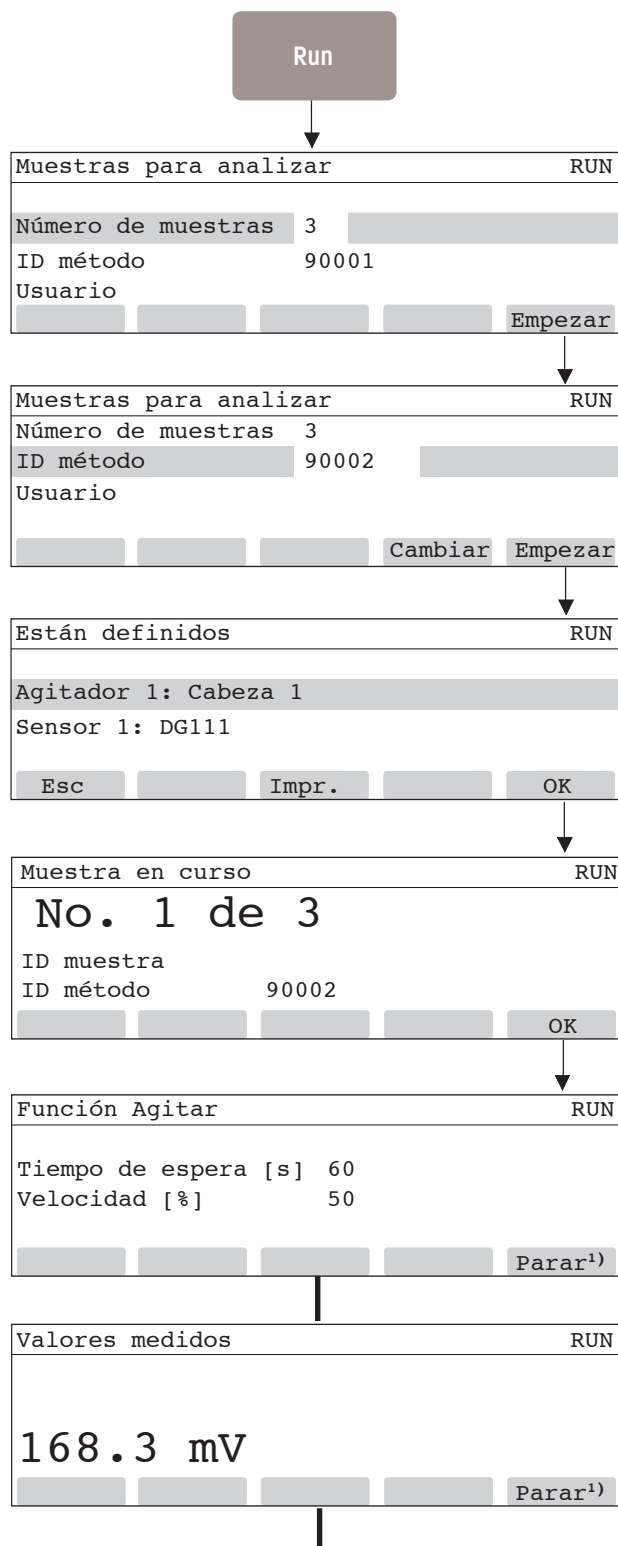 Run
Muestras para analizar RUN
Número de muestras 3
ID método 90001
Usuario
Empezar
Muestras para analizar RUN
Número de muestras 3
ID método 90002
Usuario
Cambiar Empezar
Están definidos RUN
Agitador 1: Cabeza 1
Sensor 1: DG111
Esc Impr. OK
Muestra en curso RUN
No. 1 de 3
ID muestra
ID método 90002
OK
Función Agitar RUN
Tiempo de espera [s] 60
Velocidad [%] 50
Parar¹⁾
Valores medidos RUN
168.3 mV
Parar¹⁾